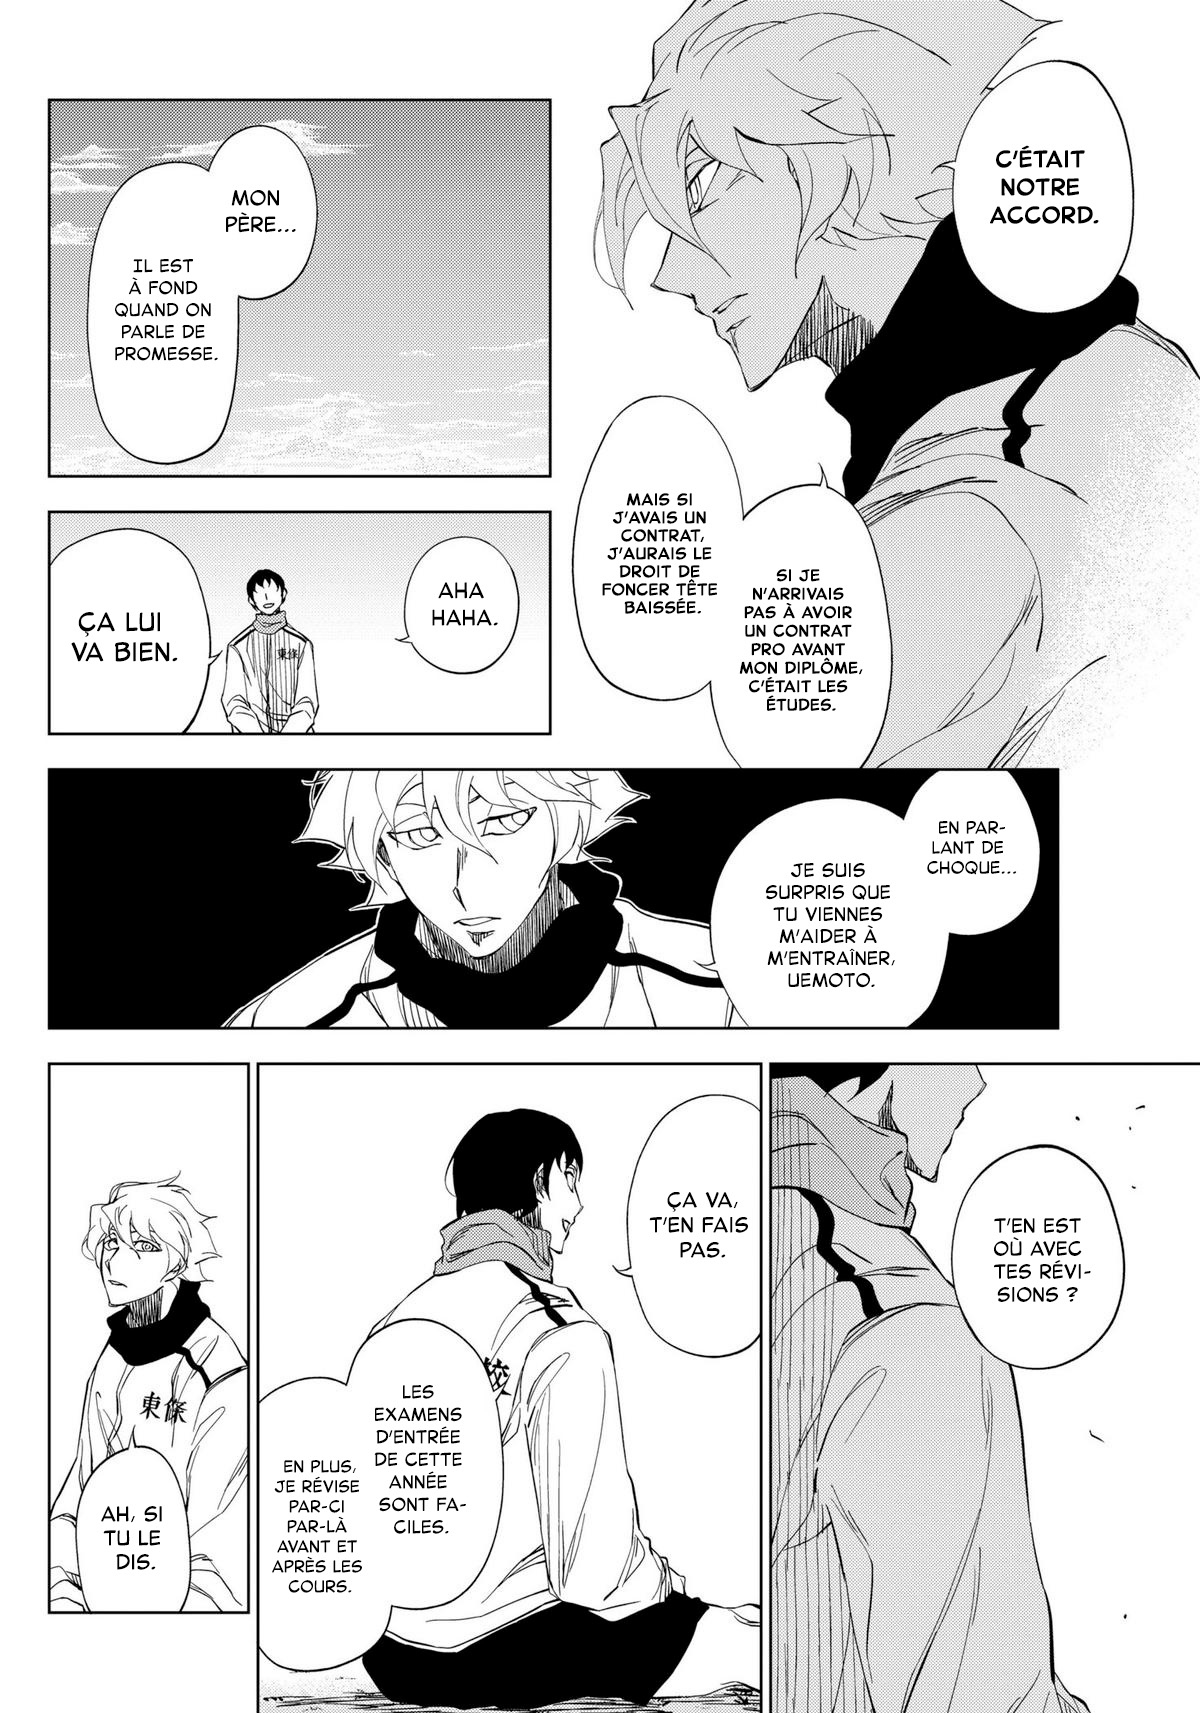 C'ÉTAIT
NOTRE
ACCORD.
SI JE
N'ARRIVAIS
PAS À AVOIR
UN CONTRAT
PRO AVANT
MON DIPLÔME,
C'ÉTAIT LES
ÉTUDES.
MAIS SI
J'AVAIS UN
CONTRAT,
J'AURAIS LE
DROIT DE
FONCER TÊTE
BAISSÉE.
MON
PÈRE...
IL EST
À FOND
QUAND ON
PARLE DE
PROMESSE.
AHA
HAHA.
東條
ÇA LUI
VA BIEN.
EN PAR-
LANT DE
CHOQUE...
JE SUIS
SURPRIS QUE
TU VIENNES
M'AIDER À
M'ENTRAÎNER,
UEMOTO.
T'EN EST
OÙ AVEC
TES RÉVI-
SIONS ?
ÇA VA,
T'EN FAIS
PAS.
校
LES
EXAMENS
D'ENTRÉE
DE CETTE
ANNÉE
SONT FA-
CILES.
EN PLUS,
JE RÉVISE
PAR-CI
PAR-LÀ
AVANT ET
APRÈS LES
COURS.
東條
AH, SI
TU LE
DIS.